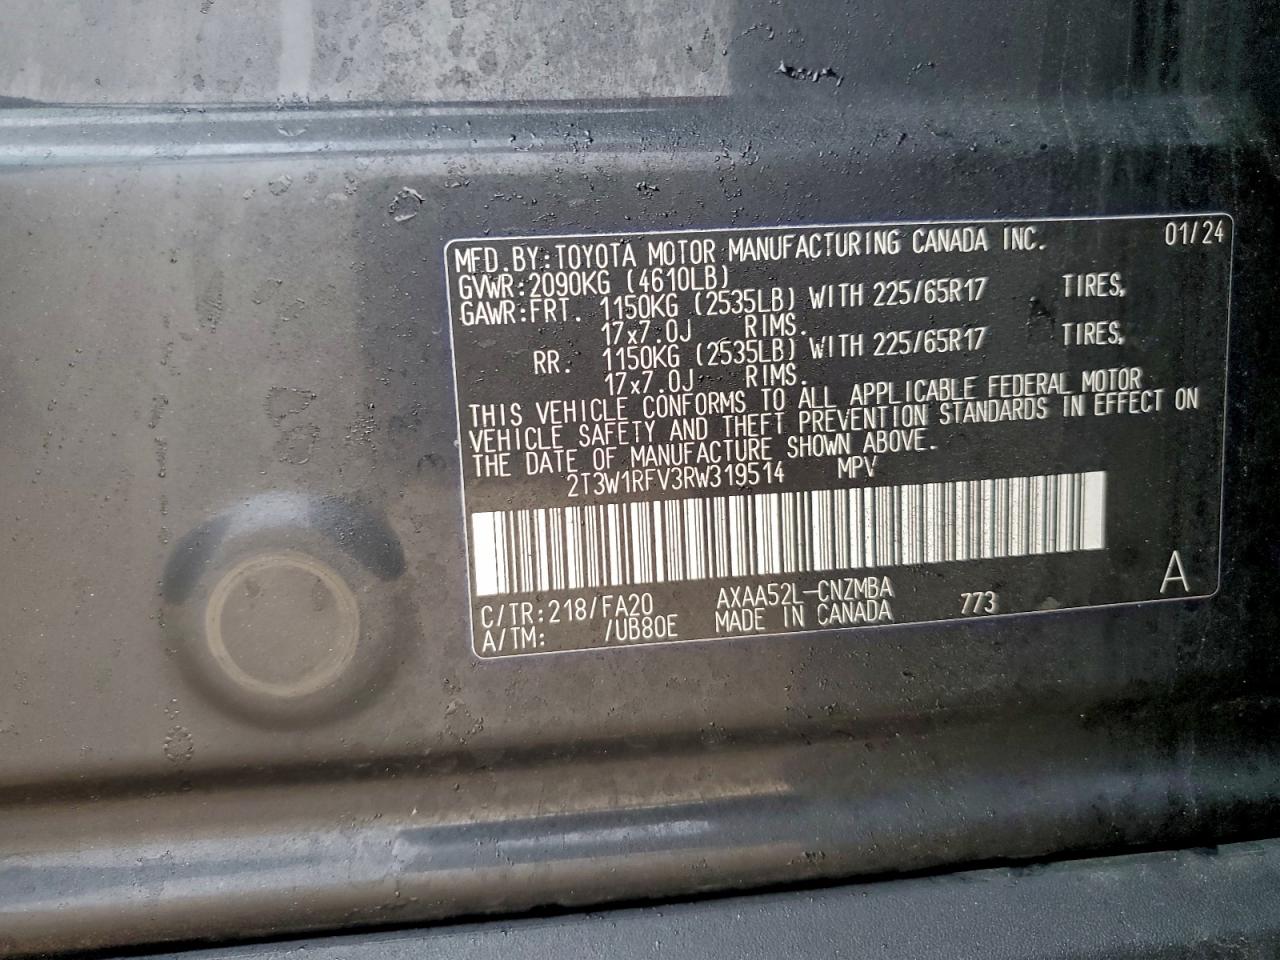 MFD.BY:TOYOTA MOTOR MANUFACTURING CANADA INC. 01/24
GVWR:2090KG (4610LB)
GAWR:FRT. 1150KG (2535LB) WITH 225/65R17 TIRES,
17x7.0J RIMS.
RR. 1150KG (2535LB) WITH 225/65R17 TIRES,
17x7.0J RIMS.
THIS VEHICLE CONFORMS TO ALL APPLICABLE FEDERAL MOTOR
VEHICLE SAFETY AND THEFT PREVENTION STANDARDS IN EFFECT ON
THE DATE OF MANUFACTURE SHOWN ABOVE.
2T3W1RFV3RW319514 MPV
C/TR:218/FA20 AXAA52L-CNZMBA A
A/TM: /UB80E MADE IN CANADA 773